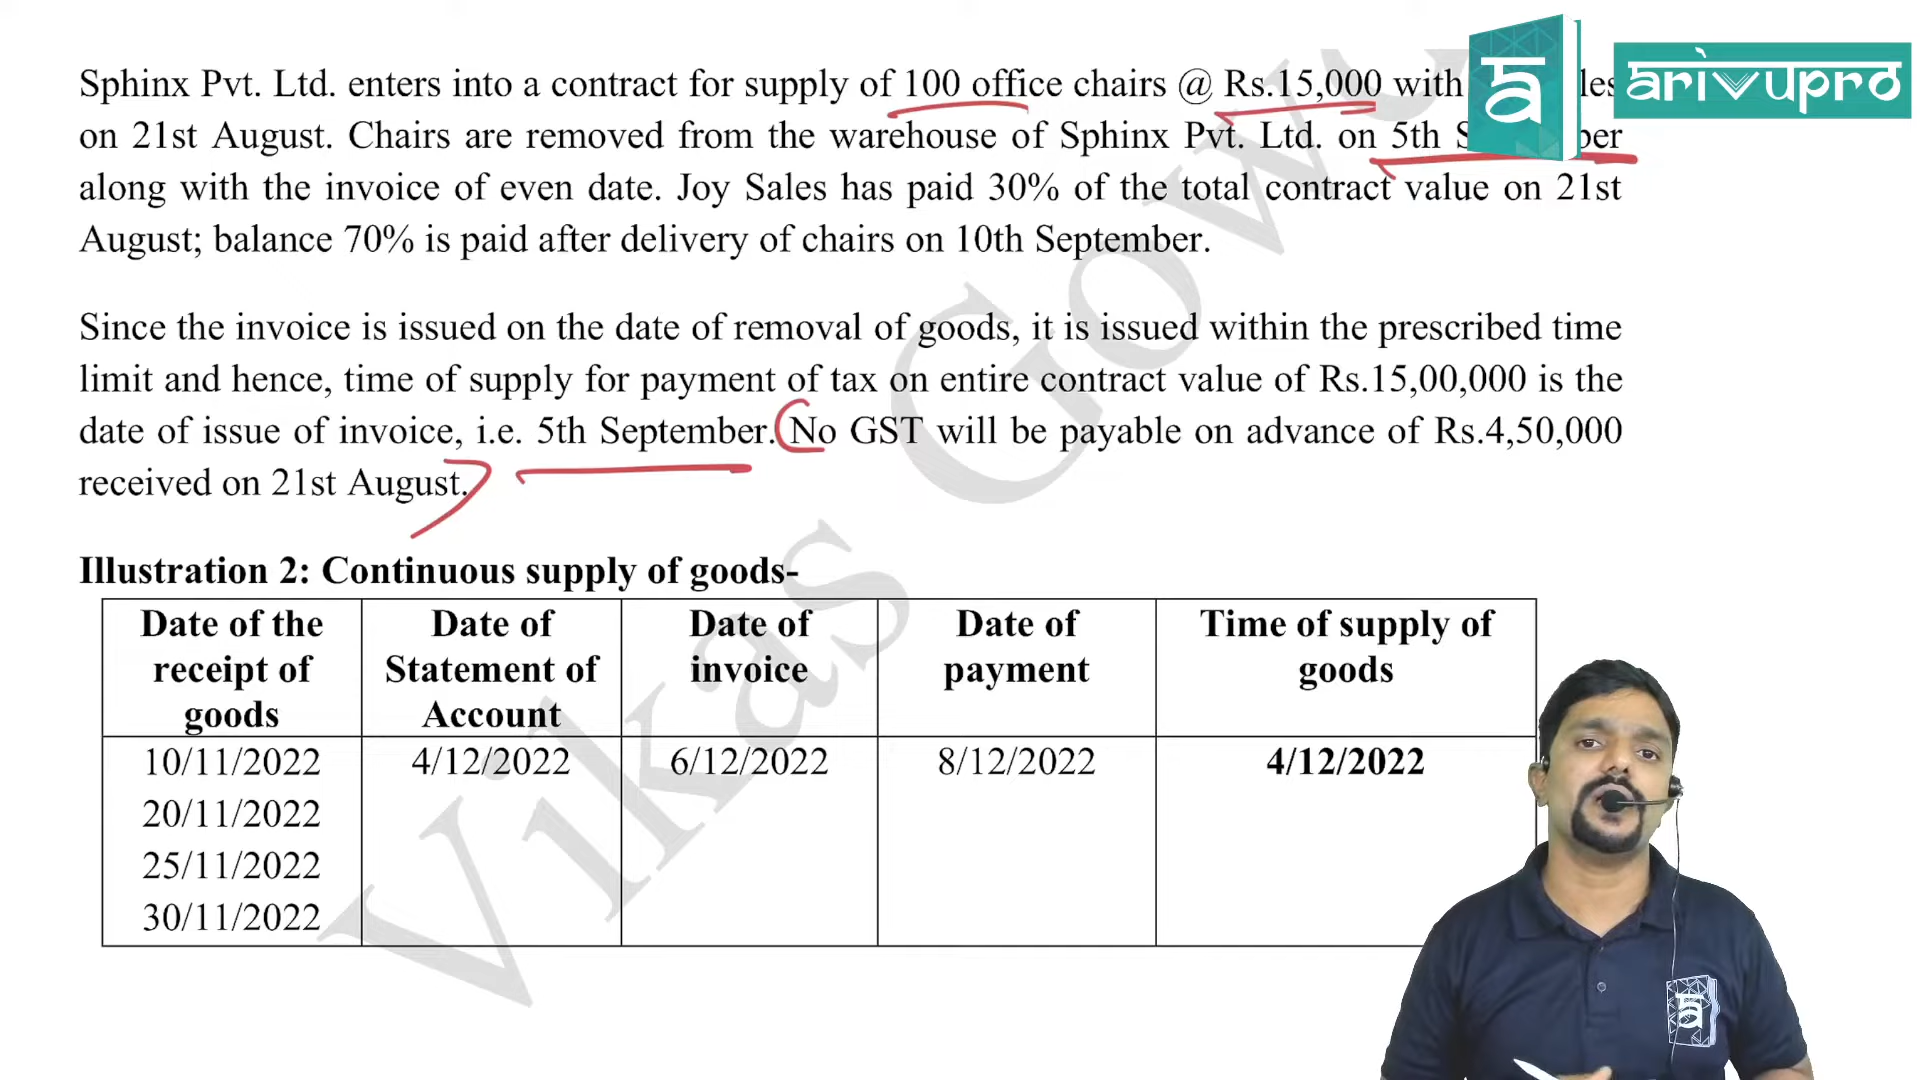 Sphinx Pvt. Ltd. enters into a contract for supply of 100 office chairs @ Rs.15,000 with
on 21st August. Chairs are removed from the warehouse of Sphinx Pvt. Ltd. on 5th
along with the invoice of even date. Joy Sales has paid 30% of the total contract value on 21st
August; balance 70% is paid after delivery of chairs on 10th September.
Since the invoice is issued on the date of removal of goods, it is issued within the prescribed time
limit and hence, time of supply for payment of tax on entire contract value of Rs.15,00,000 is the
date of issue of invoice, i.e. 5th September. No GST will be payable on advance of Rs.4,50,000
received on 21st August.
Illustration 2: Continuous supply of goods-
Date of the receipt of goods Date of Statement of Account Date of invoice Date of payment Time of supply of goods
10/11/2022 4/12/2022 6/12/2022 8/12/2022 4/12/2022
20/11/2022
25/11/2022
30/11/2022
arivupro
Vikas Gow